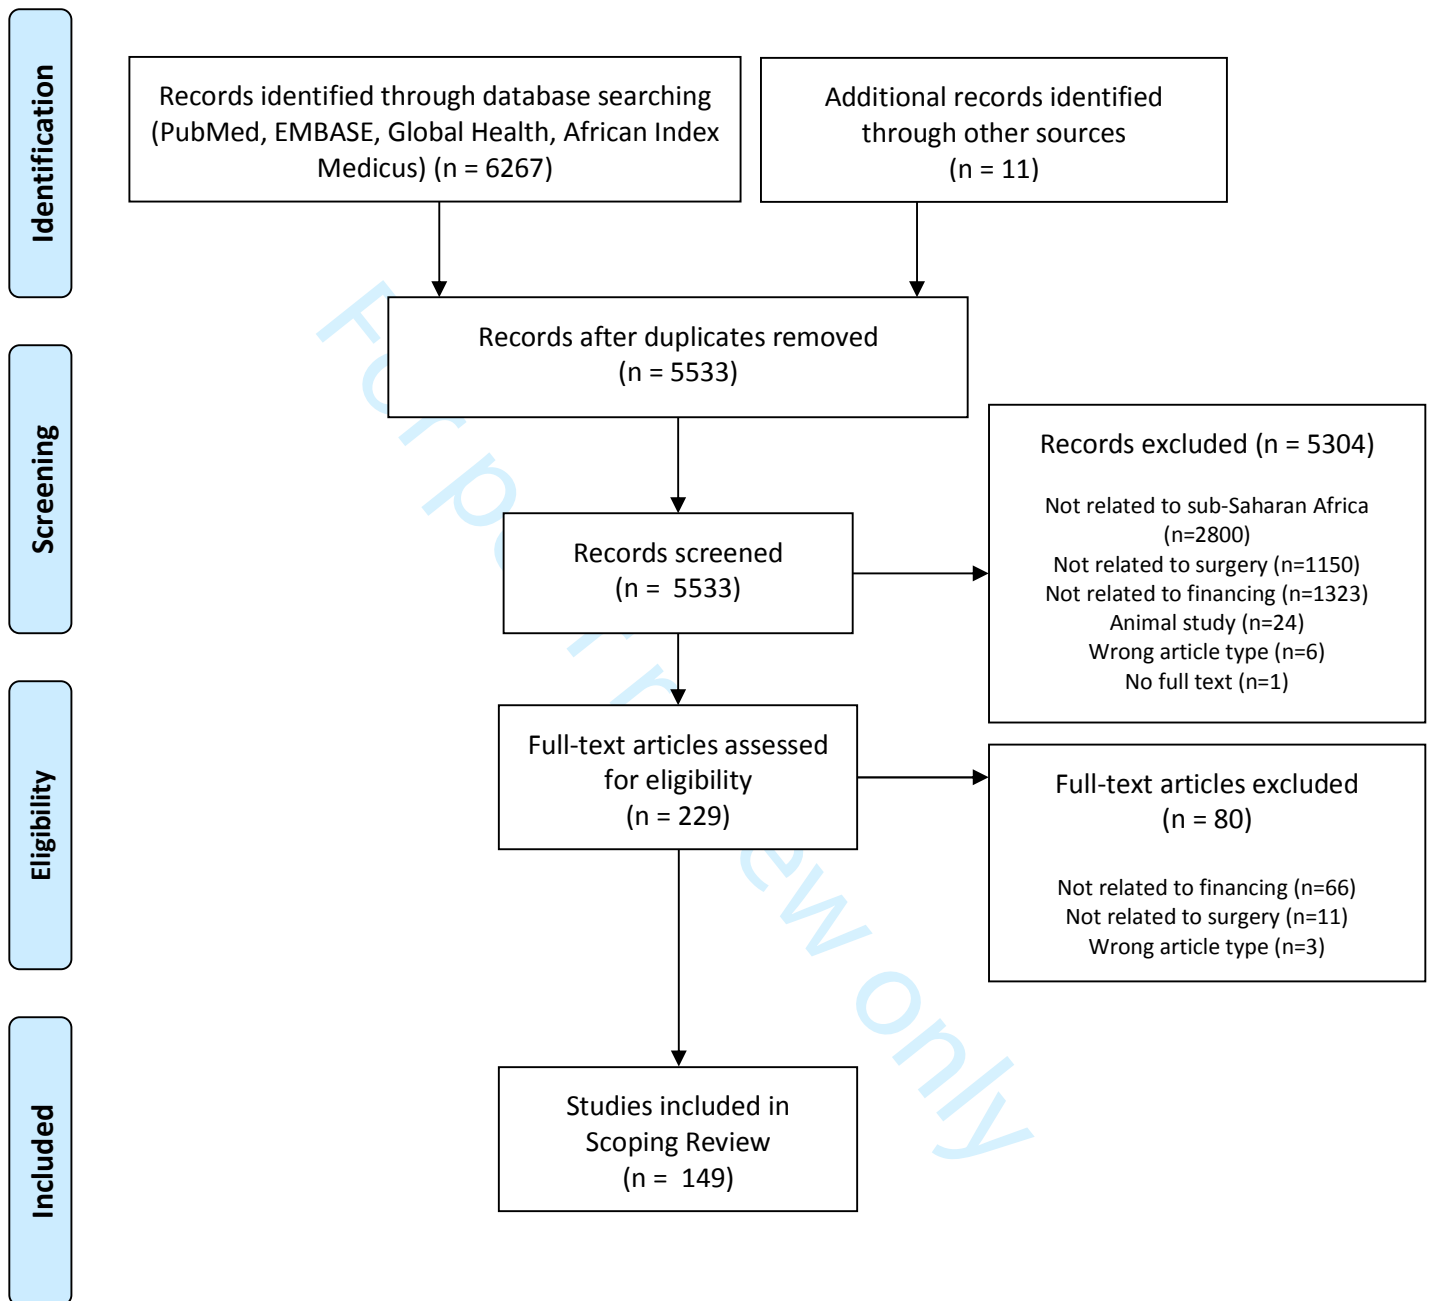 Identification
Records identified through database searching
(PubMed, EMBASE, Global Health, African Index
Medicus) (n = 6267)
Additional records identified
through other sources
(n = 11)
Records after duplicates removed
(n = 5533)
Screening
Records screened
(n =  5533)
Records excluded (n = 5304)
Not related to sub-Saharan Africa
(n=2800)
Not related to surgery (n=1150)
Not related to financing (n=1323)
Animal study (n=24)
Wrong article type (n=6)
No full text (n=1)
Eligibility
Full-text articles assessed
for eligibility
(n = 229)
Full-text articles excluded
(n = 80)
Not related to financing (n=66)
Not related to surgery (n=11)
Wrong article type (n=3)
Included
Studies included in
Scoping Review
(n =  149)
For only